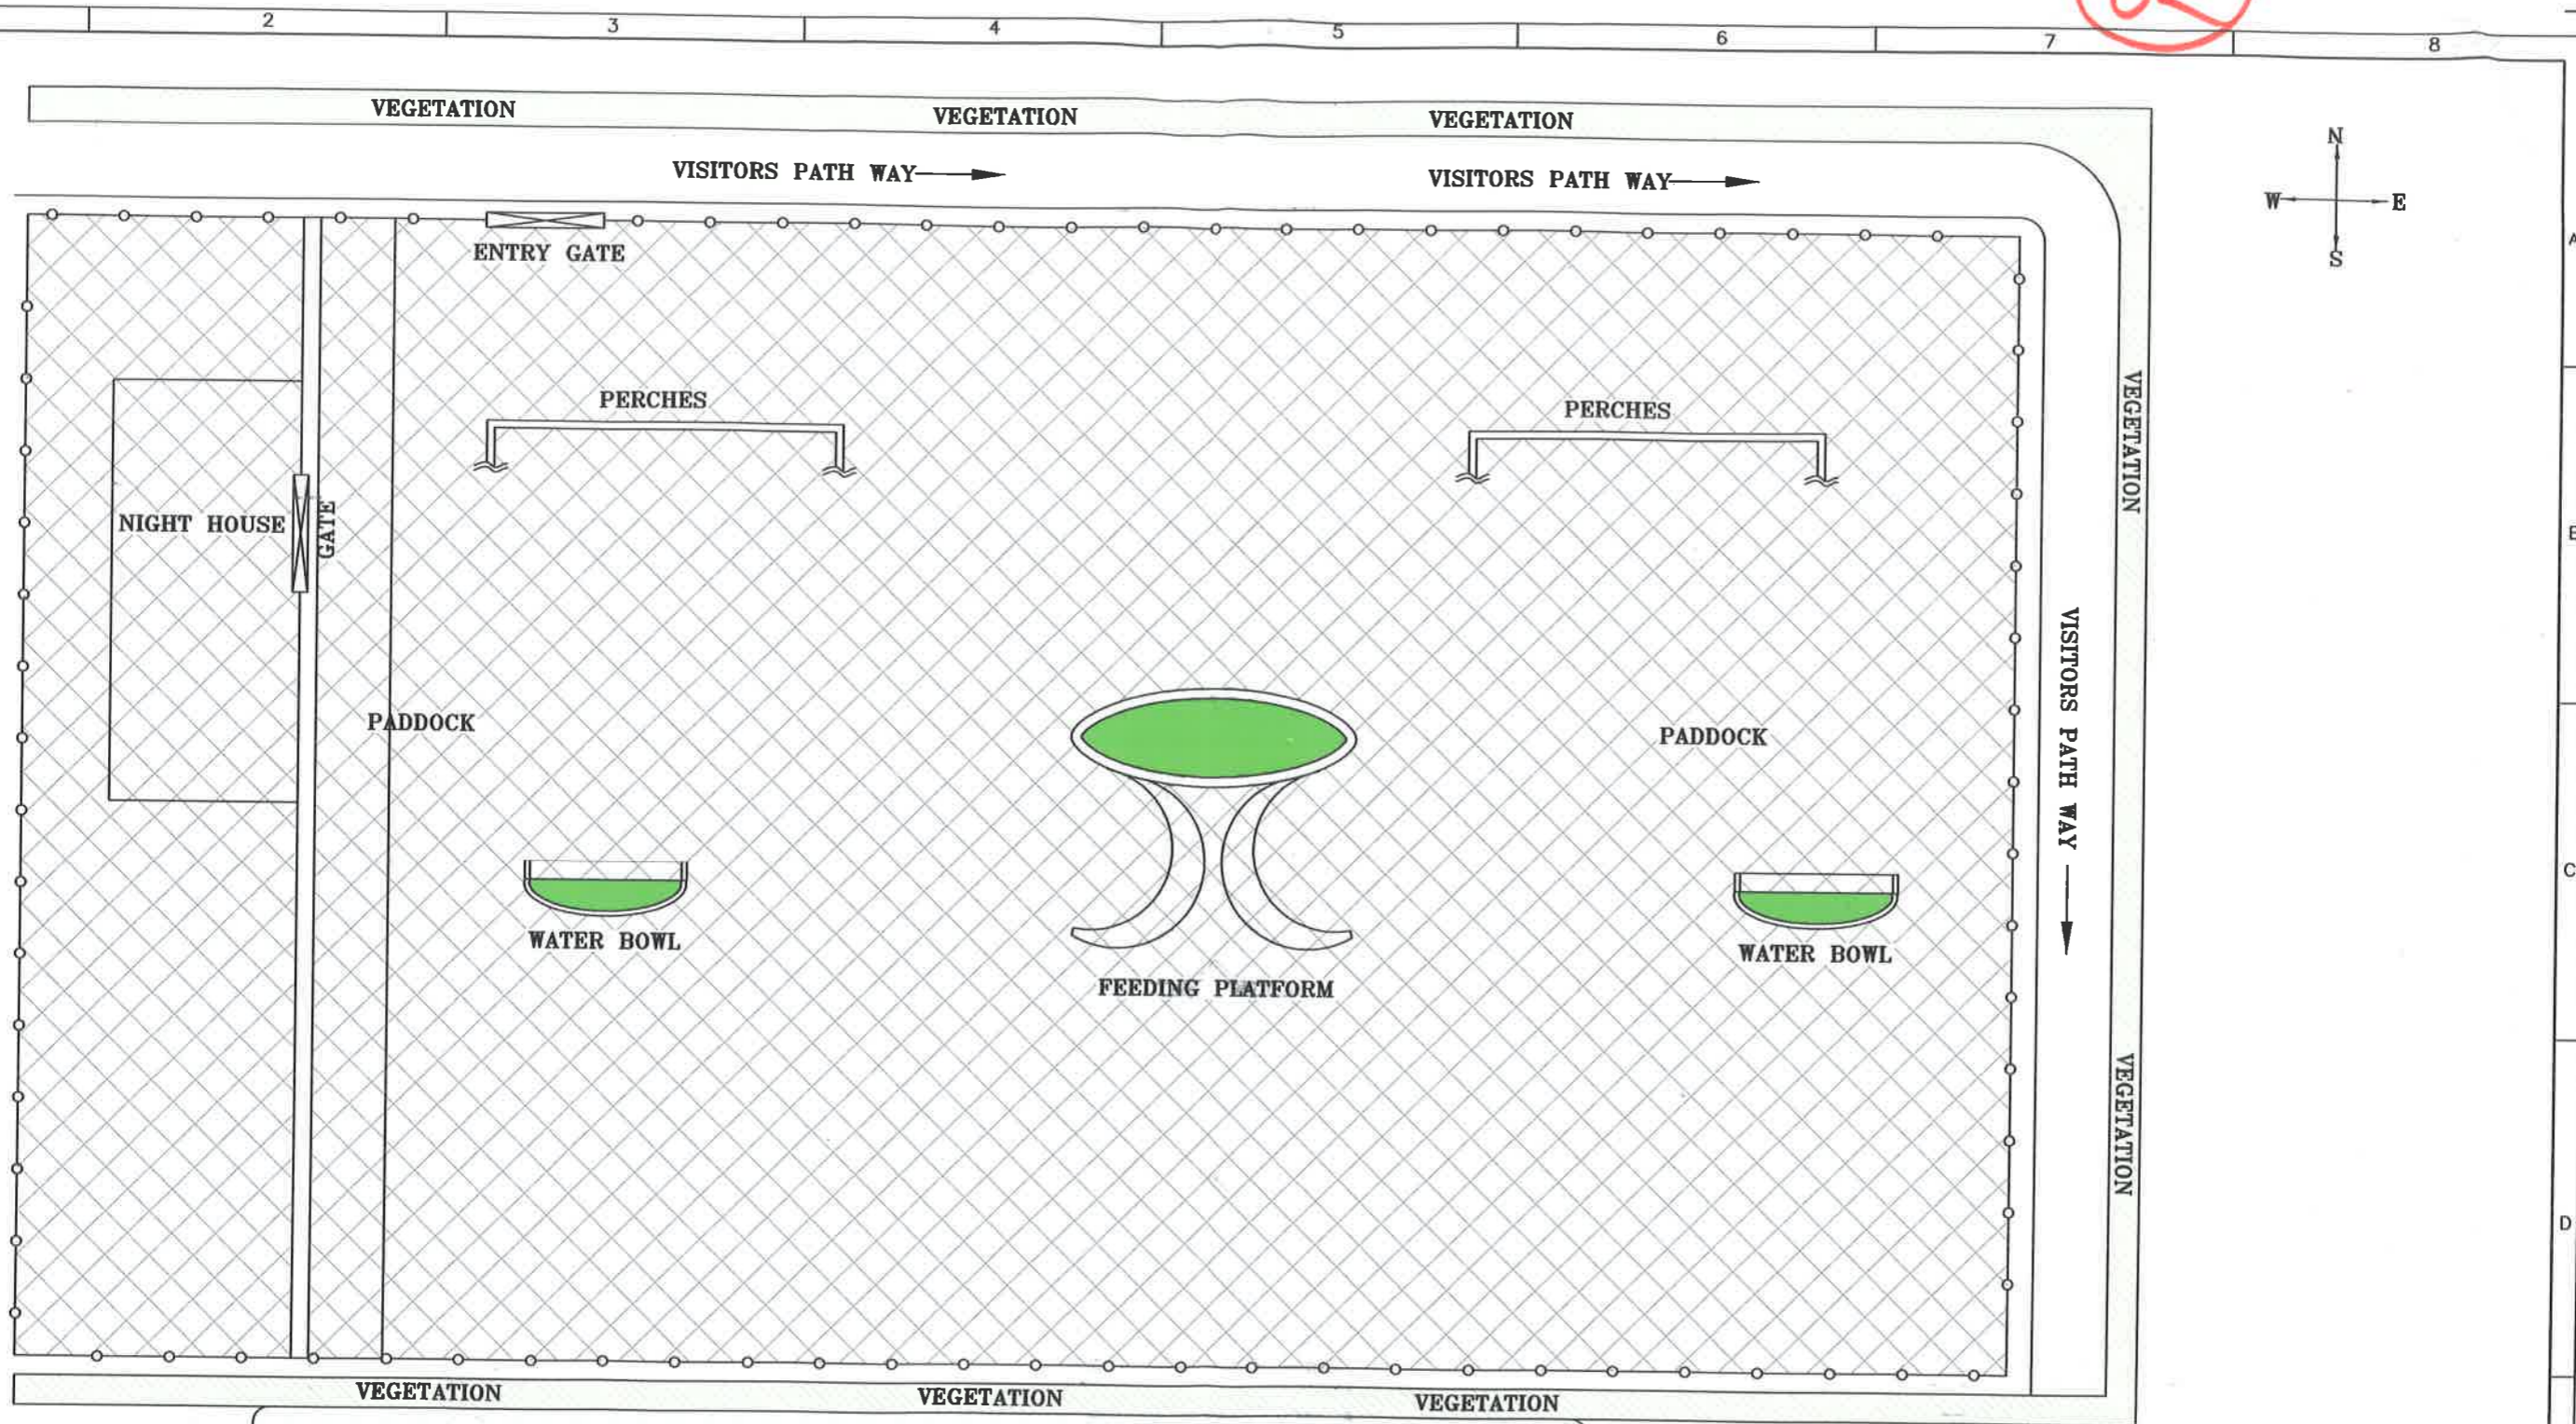 2 3 4 5 6 7 8
VEGETATION VEGETATION VEGETATION
VISITORS PATH WAY VISITORS PATH WAY
N
W E
S
A
ENTRY GATE
PERCHES PERCHES
VEGETATION
NIGHT HOUSE GATE
VISITORS PATH WAY
PADDOCK PADDOCK
C
WATER BOWL WATER BOWL
FEEDING PLATFORM
VEGETATION
D
VEGETATION VEGETATION VEGETATION